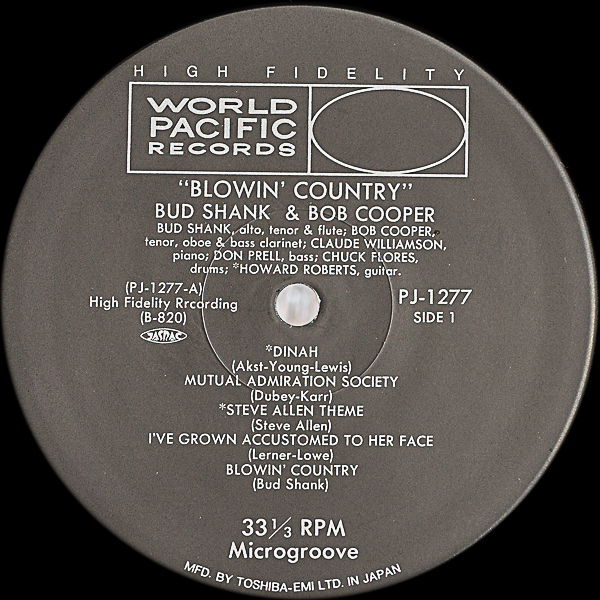 HIGH FIDELITY
WORLD
PACIFIC
RECORDS
“BLOWIN’ COUNTRY”
BUD SHANK & BOB COOPER
BUD SHANK, alto, tenor & flute; BOB COOPER,
tenor, oboe & bass clarinet; CLAUDE WILLIAMSON,
piano; DON PRELL, bass; CHUCK FLORES,
drums; *HOWARD ROBERTS, guitar.
(PJ-1277-A)
High Fidelity Rrcording
(B-820)
JASRAC
PJ-1277
SIDE 1
*DINAH
(Akst-Young-Lewis)
MUTUAL ADMIRATION SOCIETY
(Dubey-Karr)
*STEVE ALLEN THEME
(Steve Allen)
I’VE GROWN ACCUSTOMED TO HER FACE
(Lerner-Lowe)
BLOWIN’ COUNTRY
(Bud Shank)
33⅓ RPM
Microgroove
MFD. BY TOSHIBA-EMI LTD. IN JAPAN